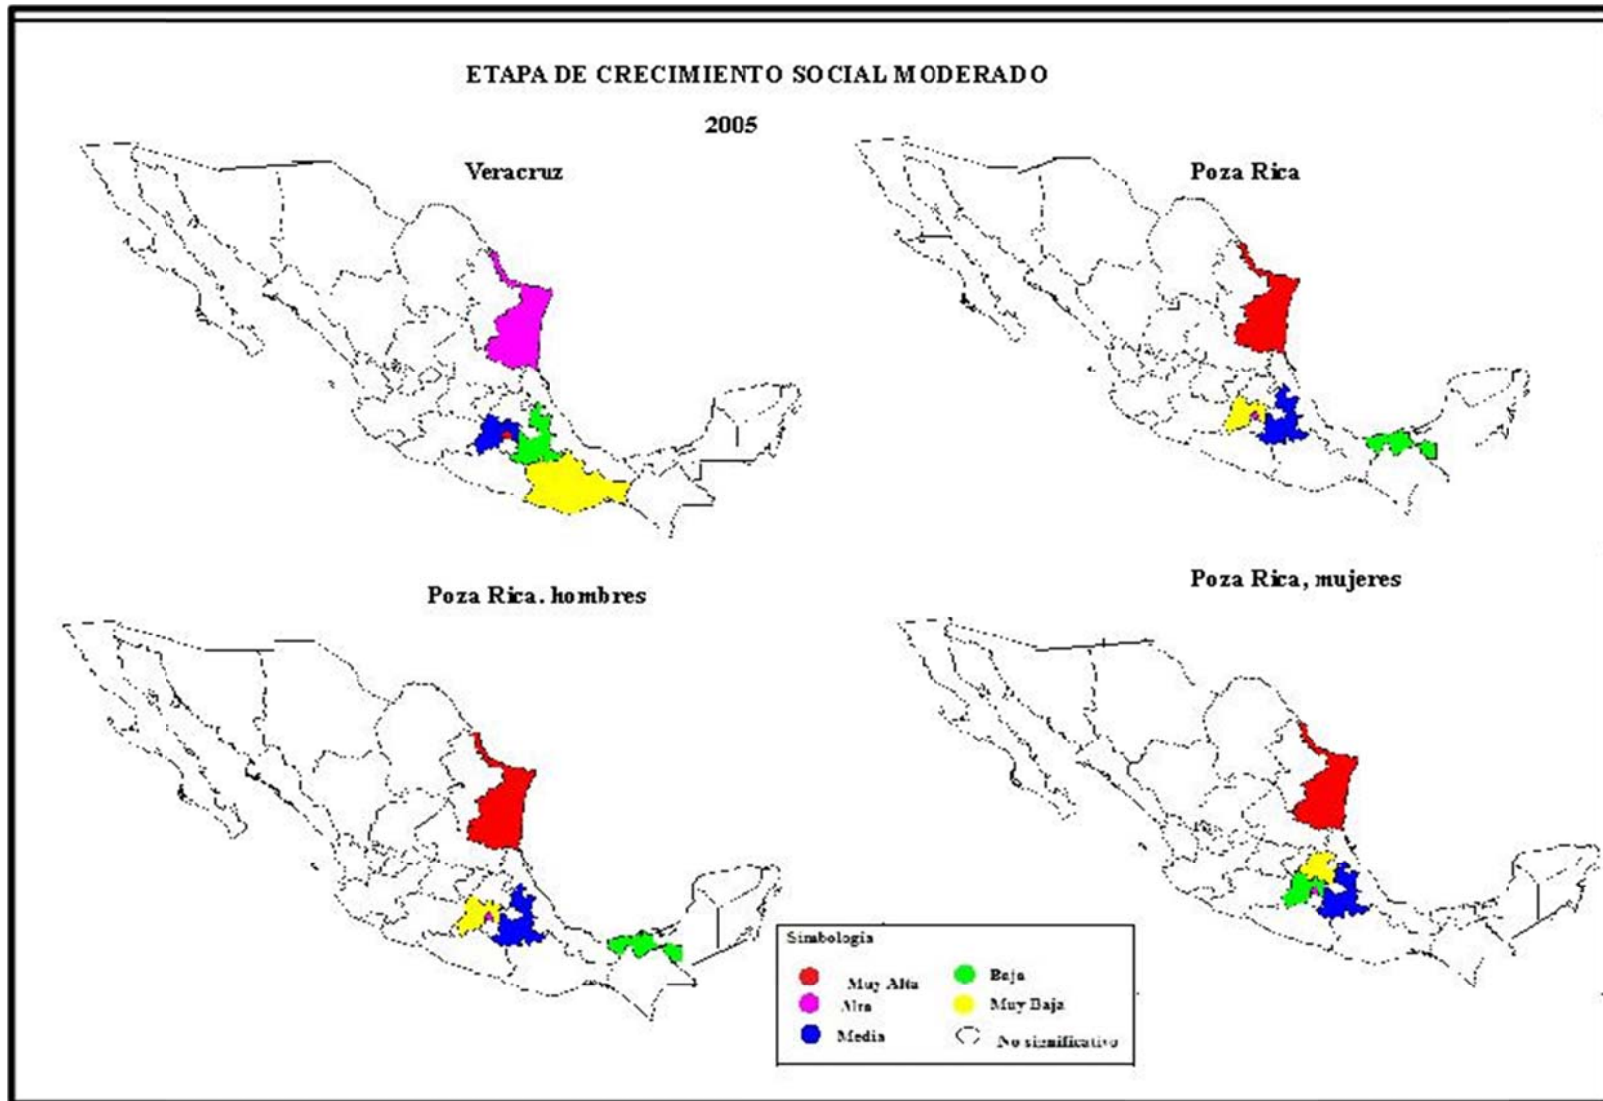 ETAPA DE CRECIMIENTO SOCIAL MODERADO
2005
Veracruz
Poza Rica
Poza Rica. hombres
Poza Rica, mujeres
Simbología
Muy Alta
Alta
Media
Baja
Muy Baja
No significativo